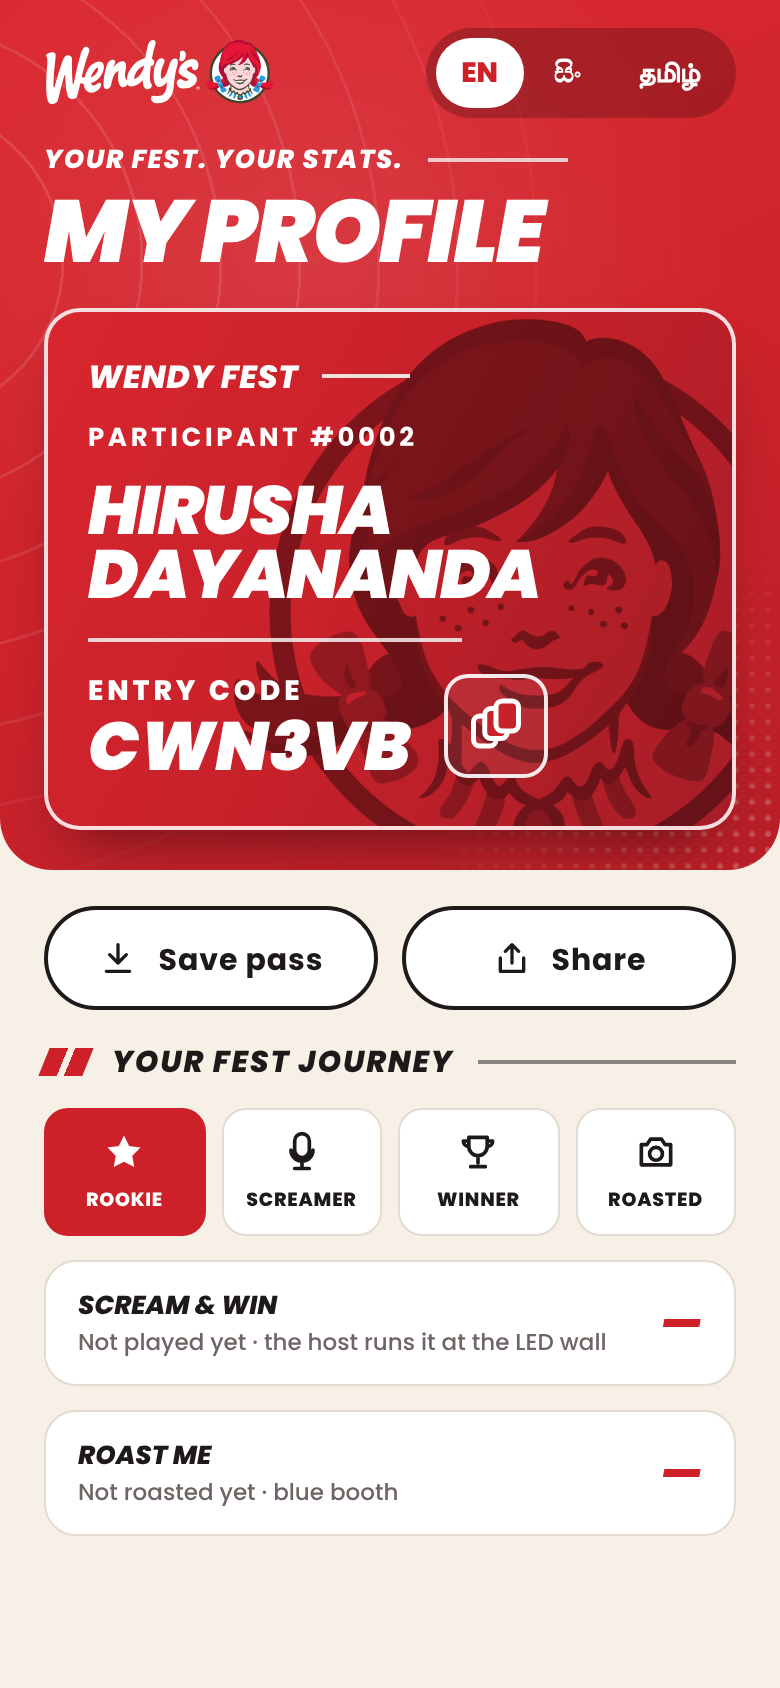 Wendy's
EN සිං தமிழ்
YOUR FEST. YOUR STATS.
MY PROFILE
WENDY FEST
PARTICIPANT #0002
HIRUSHA
DAYANANDA
ENTRY CODE
CWN3VB
Save pass
Share
YOUR FEST JOURNEY
ROOKIE
SCREAMER
WINNER
ROASTED
SCREAM & WIN
Not played yet · the host runs it at the LED wall
ROAST ME
Not roasted yet · blue booth